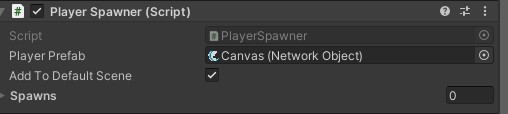 Player Spawner (Script)
Script PlayerSpawner
Player Prefab Canvas (Network Object)
Add To Default Scene
Spawns 0